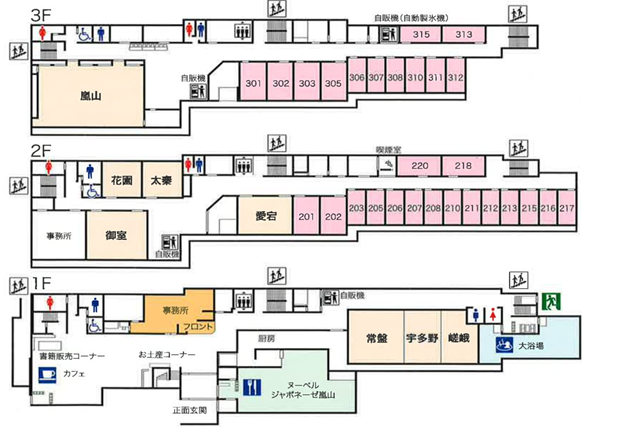 3F
自販機(自動製氷機)
315
313
自販機
嵐山
301
302
303
305
306
307
308
310
311
312
2F
喫煙室
220
218
花園
太秦
事務所
御室
自販機
愛宕
201
202
203
205
206
207
208
210
211
212
213
215
216
217
1F
事務所
フロント
自販機
書籍販売コーナー
カフェ
お土産コーナー
厨房
常盤
宇多野
嵯峨
大浴場
正面玄関
ヌーベル
ジャポネーゼ嵐山